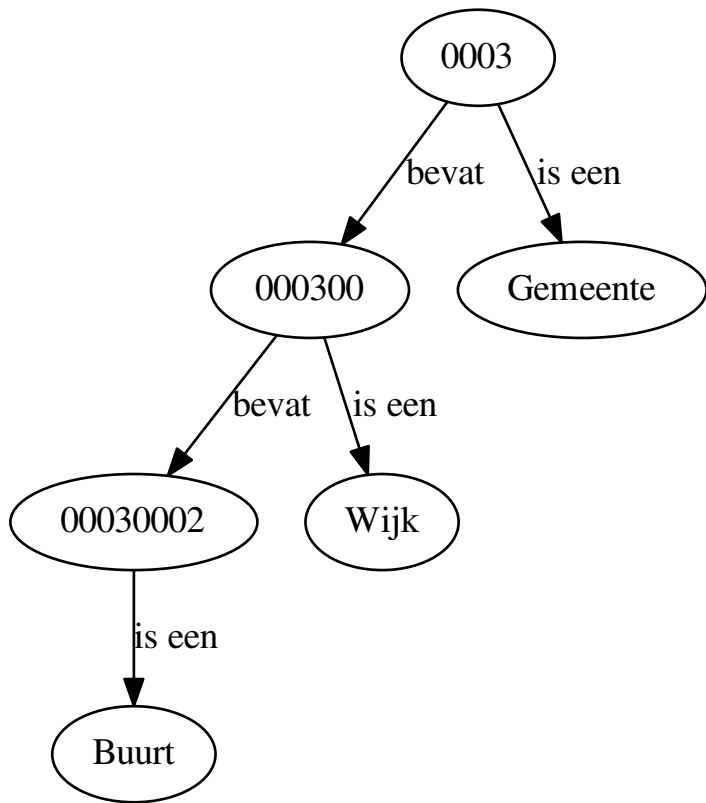 0003
bevat
is een
000300
Gemeente
bevat
is een
00030002
Wijk
is een
Buurt